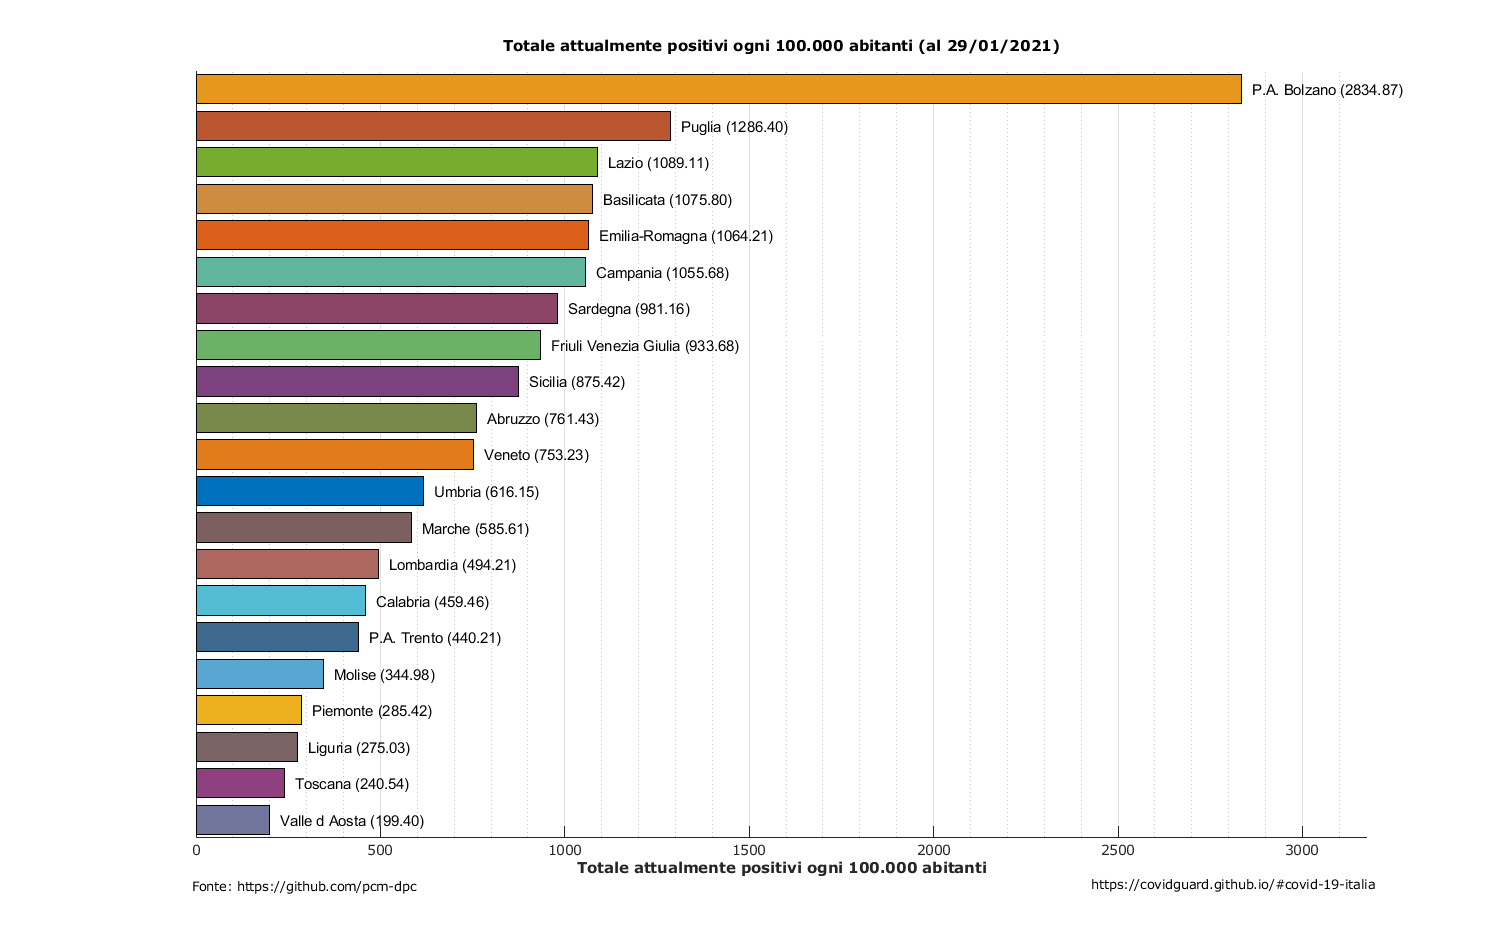 Totale attualmente positivi ogni 100.000 abitanti (al 29/01/2021)
P.A. Bolzano (2834.87)
Puglia (1286.40)
Lazio (1089.11)
Basilicata (1075.80)
Emilia-Romagna (1064.21)
Campania (1055.68)
Sardegna (981.16)
Friuli Venezia Giulia (933.68)
Sicilia (875.42)
Abruzzo (761.43)
Veneto (753.23)
Umbria (616.15)
Marche (585.61)
Lombardia (494.21)
Calabria (459.46)
P.A. Trento (440.21)
Molise (344.98)
Piemonte (285.42)
Liguria (275.03)
Toscana (240.54)
Valle d Aosta (199.40)
0 500 1000 1500 2000 2500 3000
Totale attualmente positivi ogni 100.000 abitanti
Fonte: https://github.com/pcm-dpc
https://covidguard.github.io/#covid-19-italia